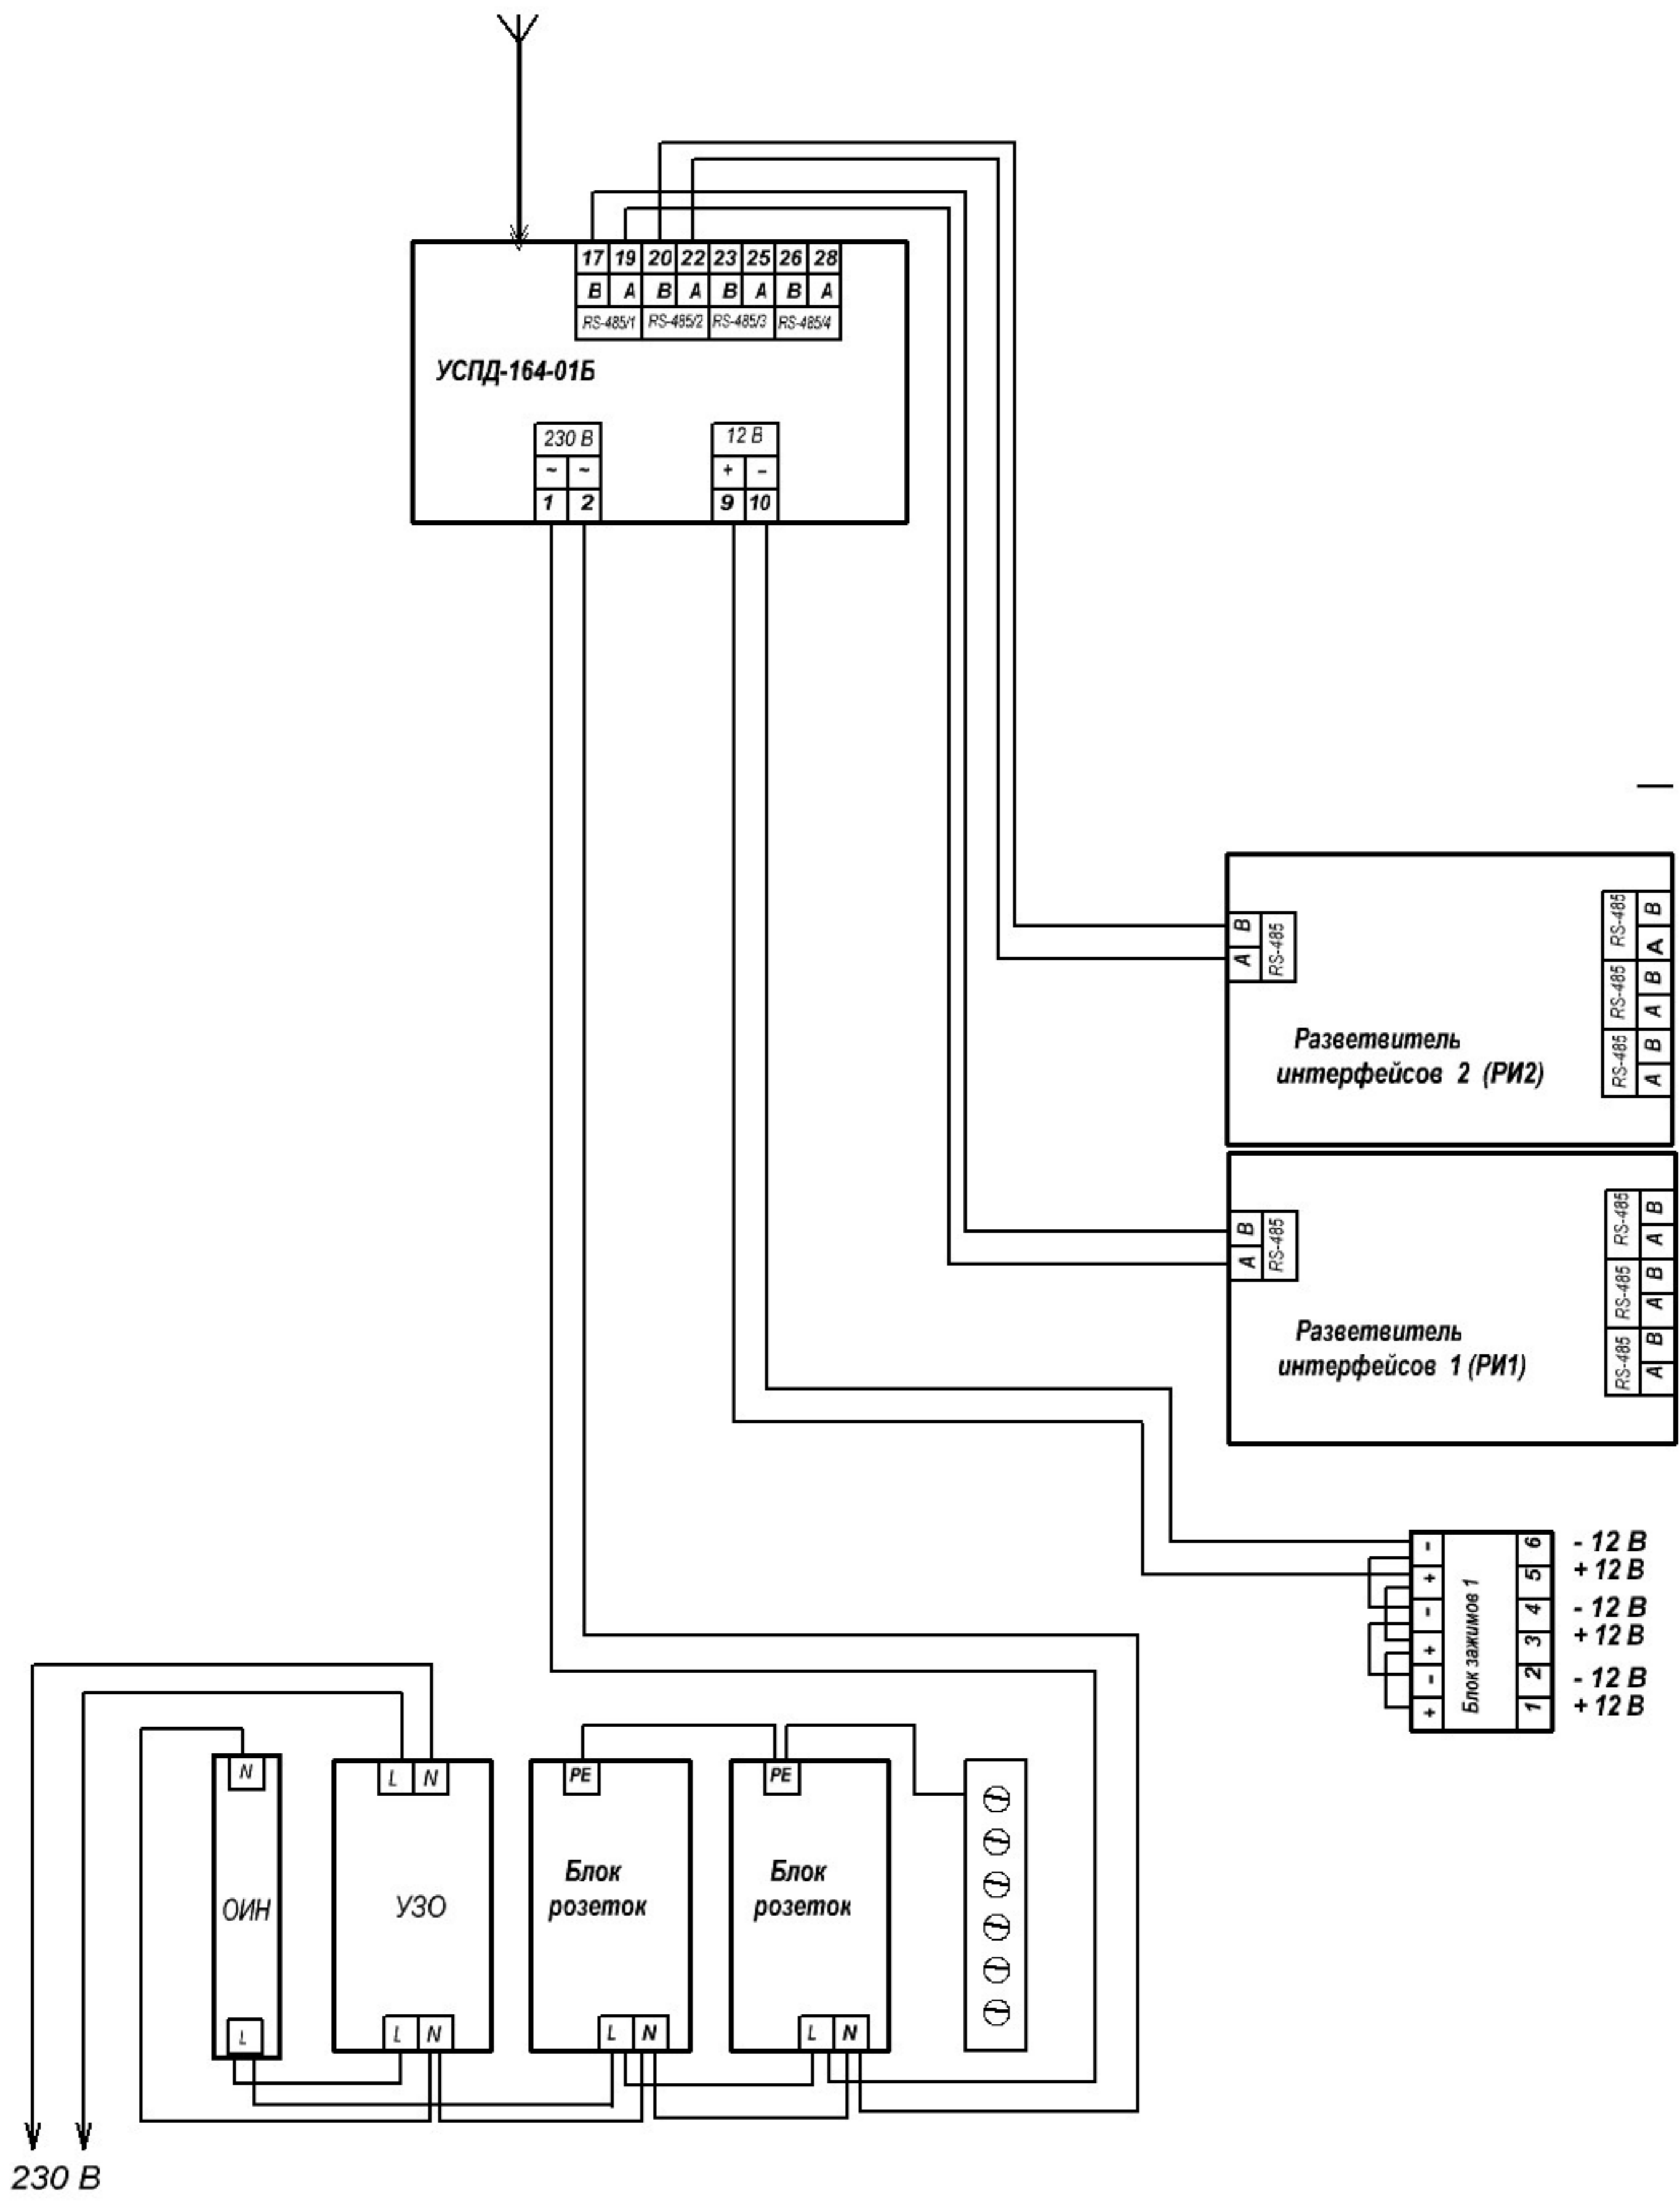 17 19 20 22 23 25 26 28
B A B A B A B A
RS-485/1 RS-485/2 RS-485/3 RS-485/4
УСПД-164-01Б
230 В
~ ~
1 2
12 В
+ -
9 10
B
A
RS-485
RS-485
B
A
RS-485
B
A
RS-485
B
A
Разветвитель
интерфейсов 2 (РИ2)
B
A
RS-485
RS-485
B
A
RS-485
B
A
RS-485
B
A
Разветвитель
интерфейсов 1 (РИ1)
- 6 - 12 В
+ 5 + 12 В
- 4 - 12 В
+ 3 + 12 В
- 2 - 12 В
+ 1 + 12 В
Блок зажимов 1
N
ОИН
L
L N
УЗО
L N
PE
Блок
розеток
L N
PE
Блок
розеток
L N
230 В